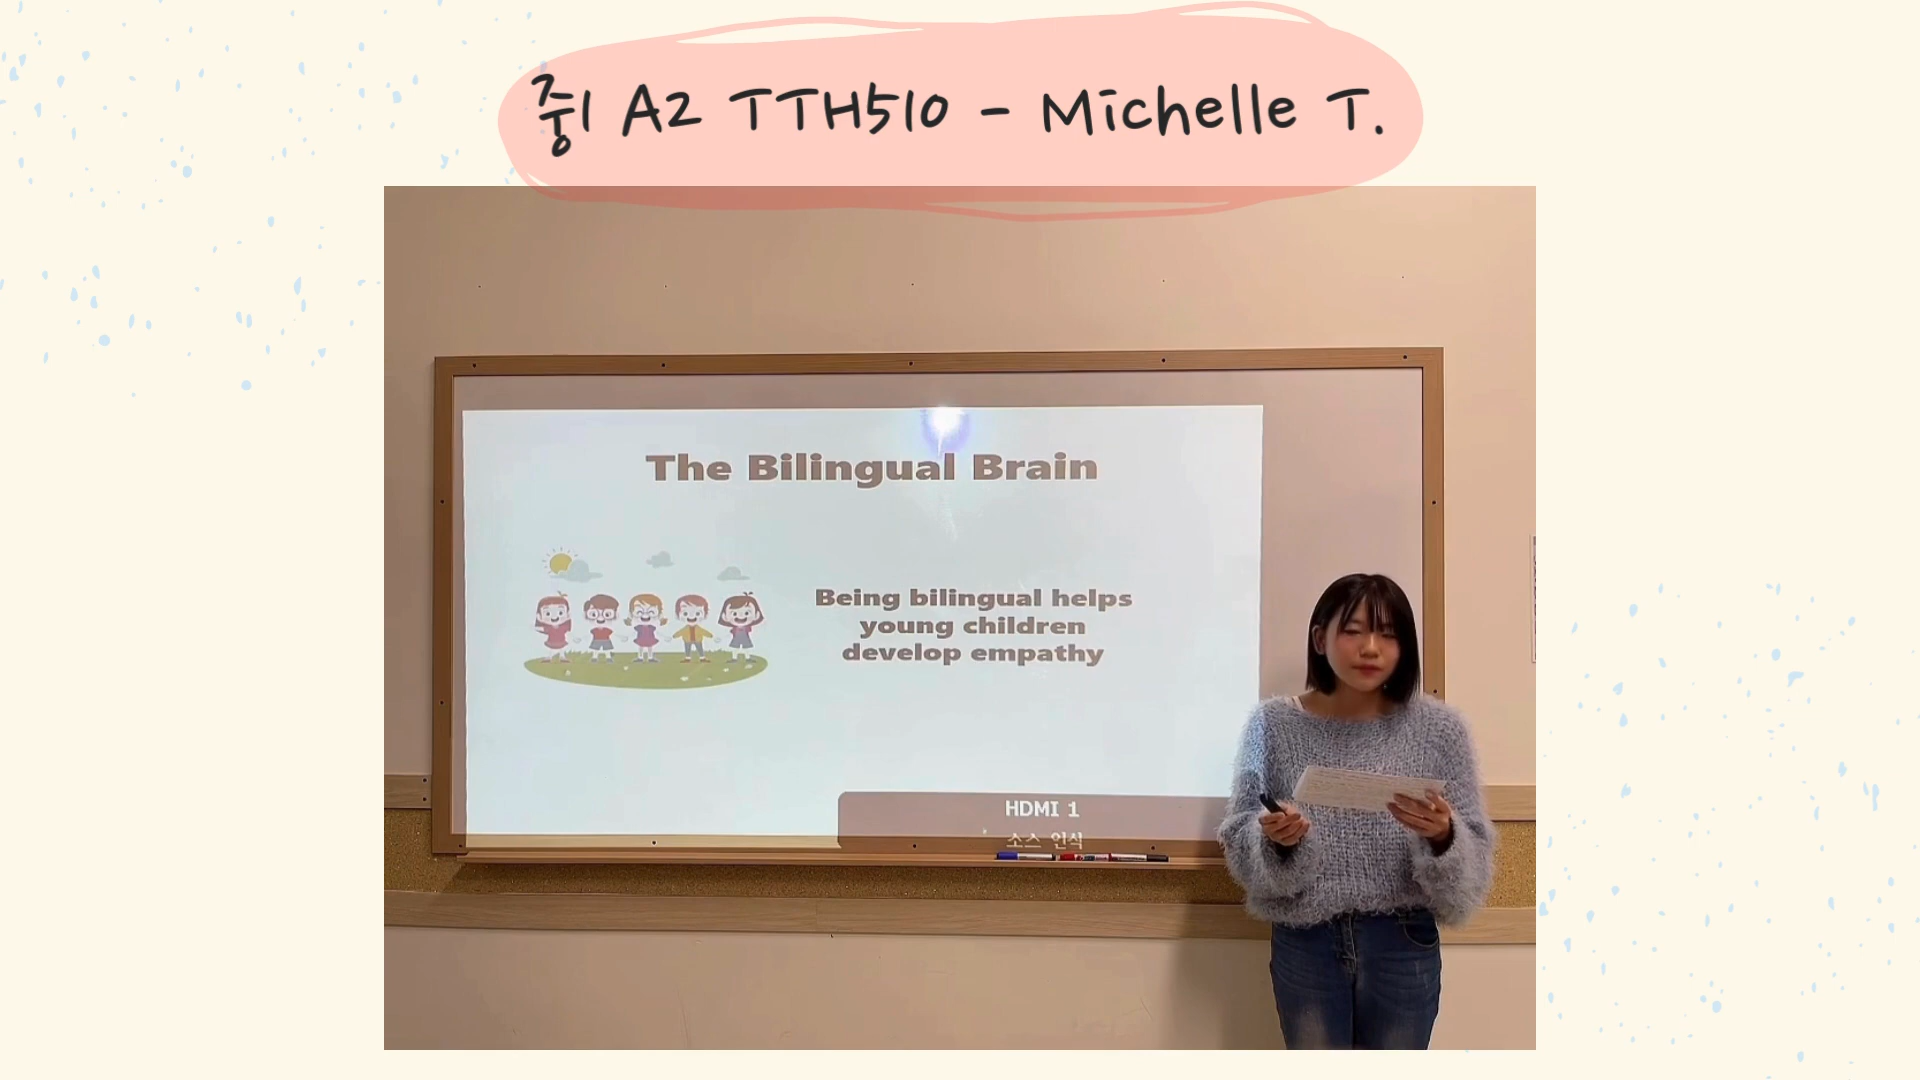 중1 A2 TTH510 - Michelle T.
The Bilingual Brain
Being bilingual helps
young children
develop empathy
HDMI 1
소스 인식